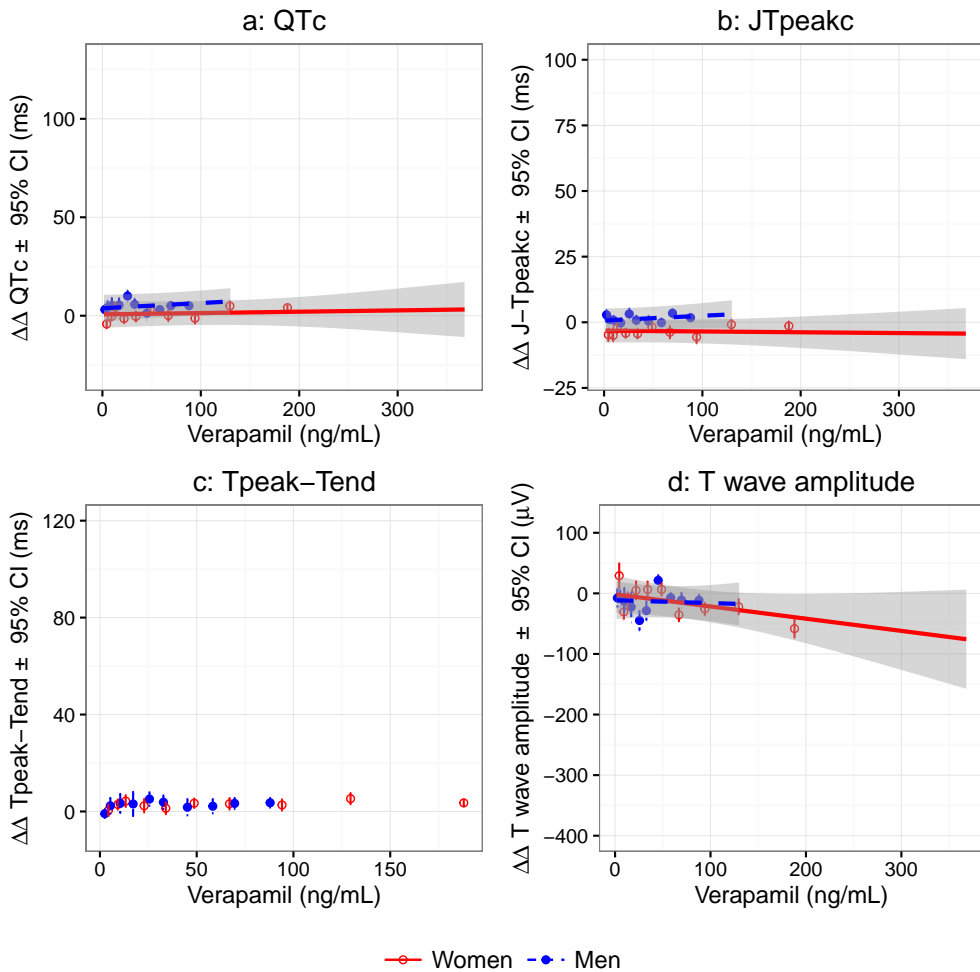 a: QTc
ΔΔ QTc ± 95% CI (ms)
100
50
0
0 100 200 300
Verapamil (ng/mL)
b: JTpeakc
ΔΔ J−Tpeakc ± 95% CI (ms)
100
75
50
25
0
−25
0 100 200 300
Verapamil (ng/mL)
c: Tpeak−Tend
ΔΔ Tpeak−Tend ± 95% CI (ms)
120
80
40
0
0 50 100 150
Verapamil (ng/mL)
d: T wave amplitude
ΔΔ T wave amplitude ± 95% CI (μV)
100
0
−100
−200
−300
−400
0 100 200 300
Verapamil (ng/mL)
Women Men